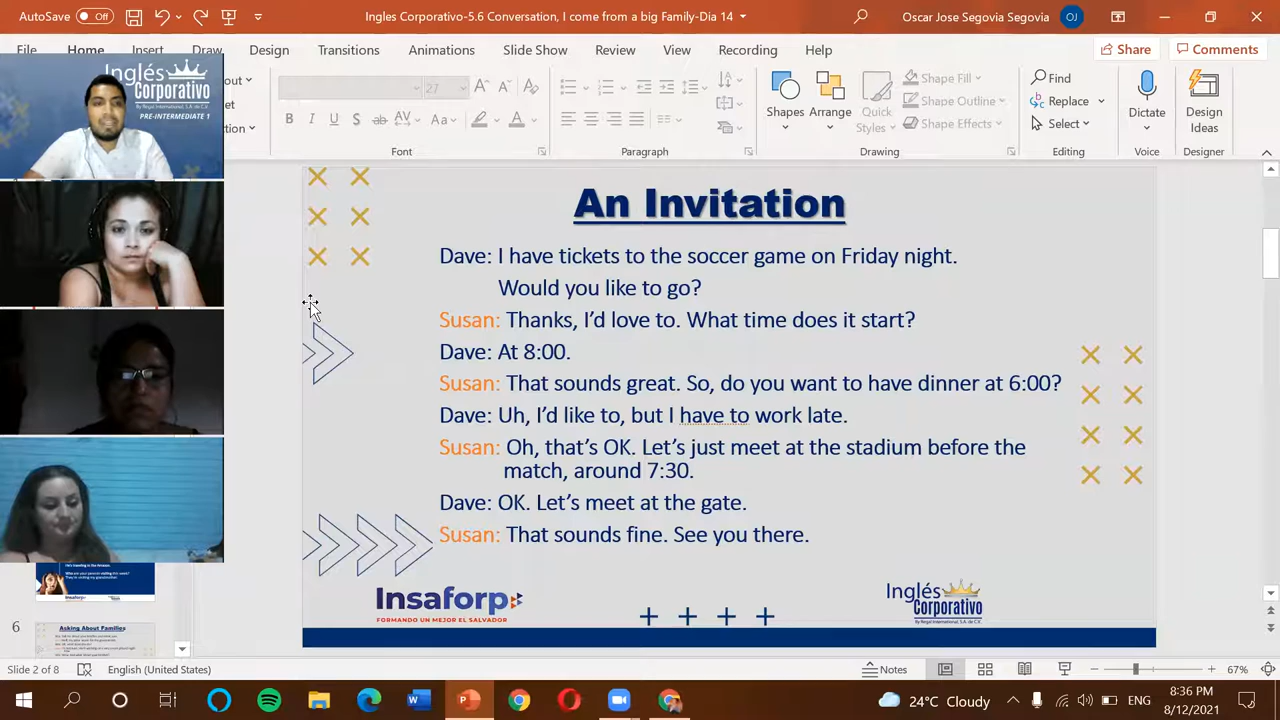 AutoSave Off
Ingles Corporativo-5.6 Conversation, I come from a big Family-Dia 14
Oscar Jose Segovia Segovia OJ
File Home Insert Draw Design Transitions Animations Slide Show Review View Recording Help
Share Comments
Inglés
Corporativo
By Regal International, S.A. de C.V.
PRE-INTERMEDIATE 1
Shapes Arrange Quick Styles
Shape Fill
Shape Outline
Shape Effects
Find
Replace
Select
Dictate
Design Ideas
Font Paragraph Drawing Editing Voice Designer
An Invitation
Dave: I have tickets to the soccer game on Friday night.
Would you like to go?
Susan: Thanks, I'd love to. What time does it start?
Dave: At 8:00.
Susan: That sounds great. So, do you want to have dinner at 6:00?
Dave: Uh, I'd like to, but I have to work late.
Susan: Oh, that's OK. Let's just meet at the stadium before the
match, around 7:30.
Dave: OK. Let's meet at the gate.
Susan: That sounds fine. See you there.
Insaforp
FORMANDO UN MEJOR EL SALVADOR
Inglés
Corporativo
By Regal International, S.A. de C.V.
6
Asking About Families
Slide 2 of 8 English (United States) Notes 67%
24°C Cloudy ENG 8:36 PM
8/12/2021